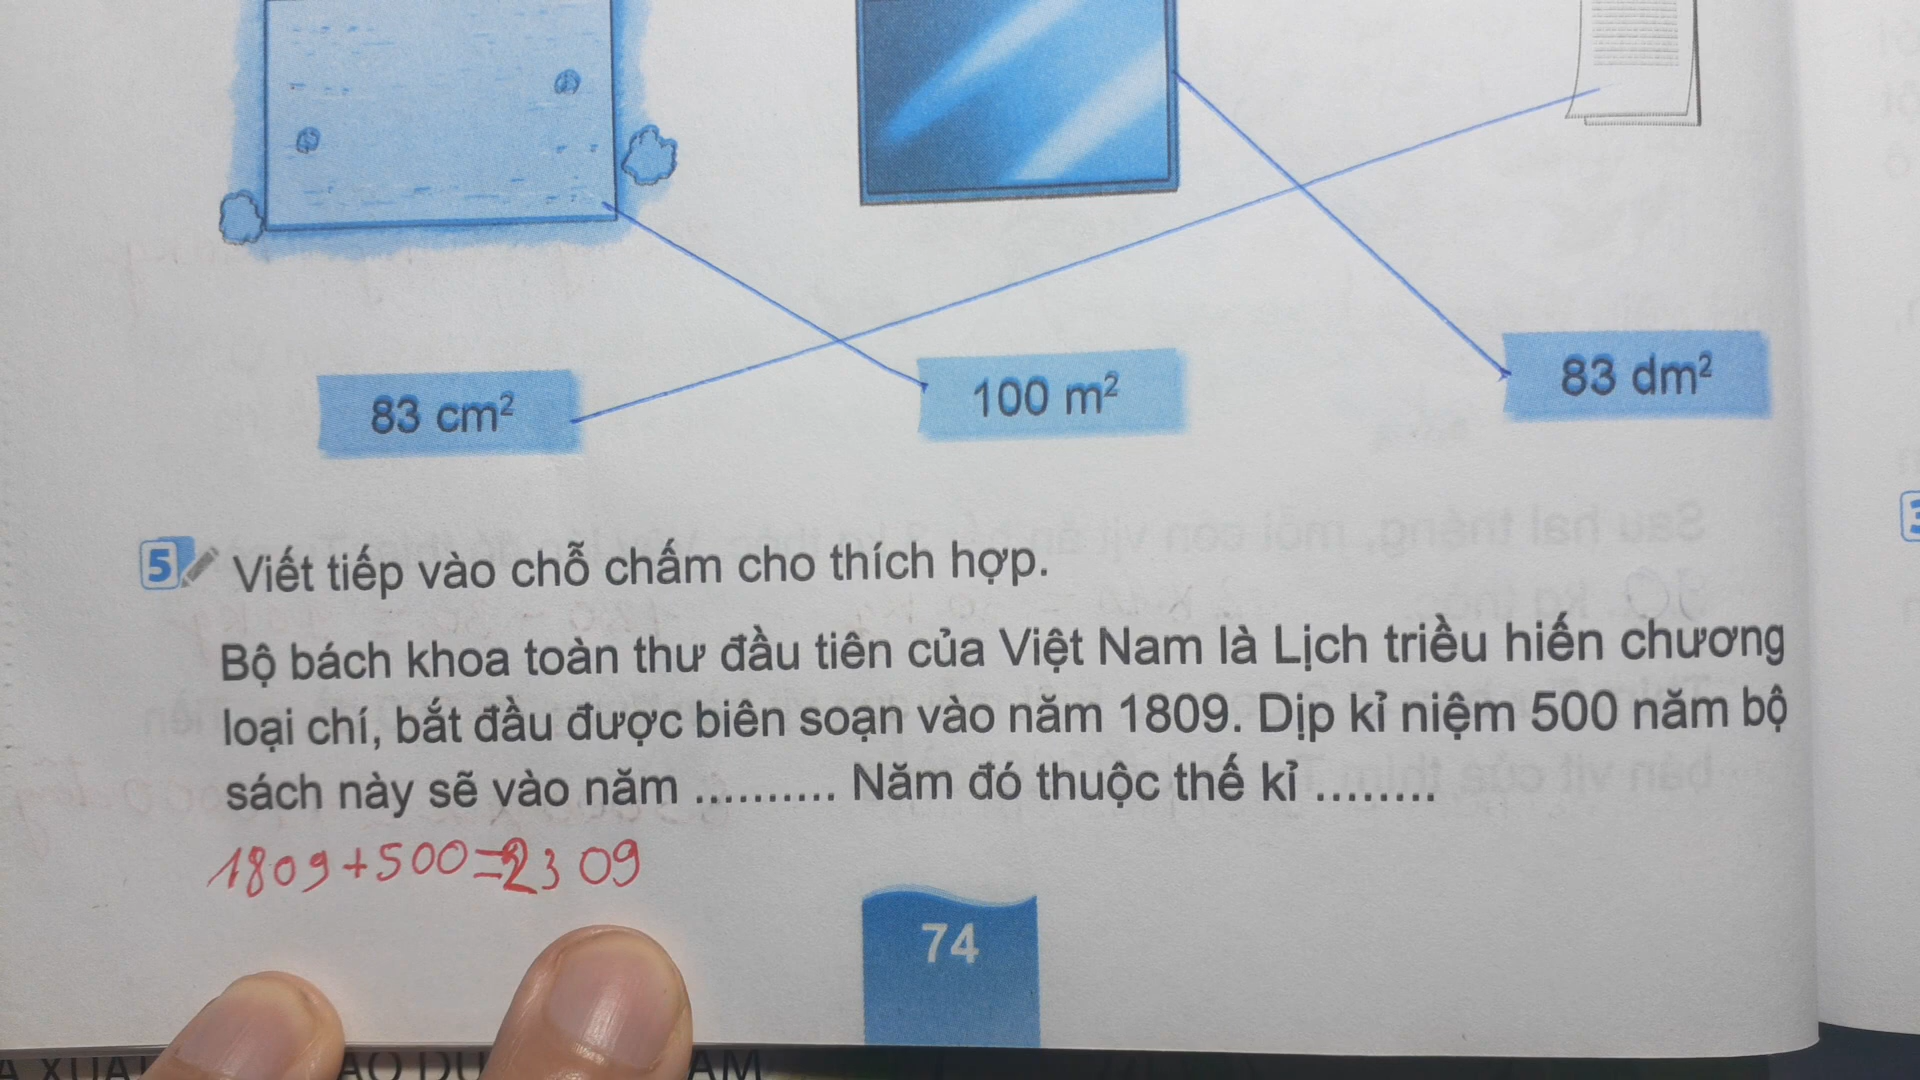 83 cm²
100 m²
83 dm²
5 Viết tiếp vào chỗ chấm cho thích hợp.
Bộ bách khoa toàn thư đầu tiên của Việt Nam là Lịch triều hiến chương
loại chí, bắt đầu được biên soạn vào năm 1809. Dịp kỉ niệm 500 năm bộ
sách này sẽ vào năm .......... Năm đó thuộc thế kỉ ........
1809+500=2309
74